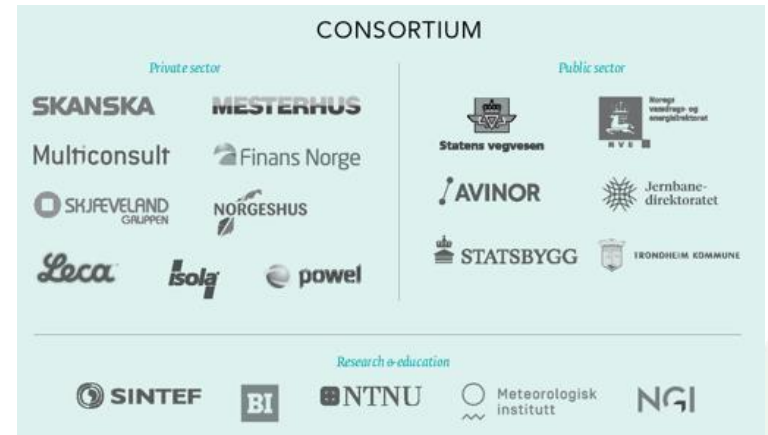 CONSORTIUM
Private sector
SKANSKA
MESTERHUS
Multiconsult
Finans Norge
SKJÆVELAND
GRUPPEN
NORGESHUS
Leca
isola
powel
Public sector
Statens vegvesen
Norges
vassdrags- og
energidirektorat
NVE
AVINOR
Jernbane-
direktoratet
STATSBYGG
TRONDHEIM KOMMUNE
Research & education
SINTEF
BI
NTNU
Meteorologisk
institutt
NGI